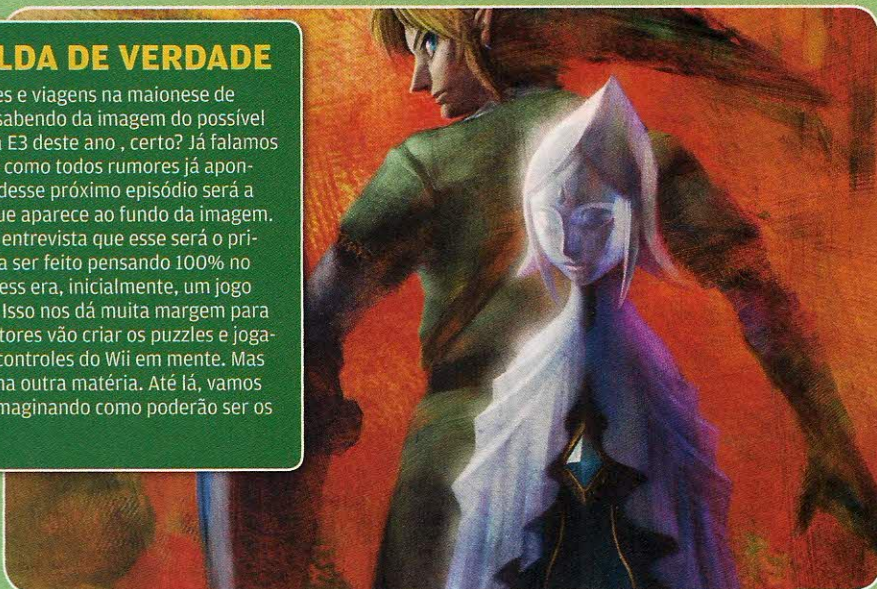 LDA DE VERDADE
es e viagens na maionese de
sabendo da imagem do possível
a E3 deste ano , certo? Já falamos
como todos rumores já apon-
desse próximo episódio será a
ue aparece ao fundo da imagem.
entrevista que esse será o pri-
a ser feito pensando 100% no
ess era, inicialmente, um jogo
Isso nos dá muita margem para
tores vão criar os puzzles e joga-
controles do Wii em mente. Mas
na outra matéria. Até lá, vamos
maginando como poderão ser os